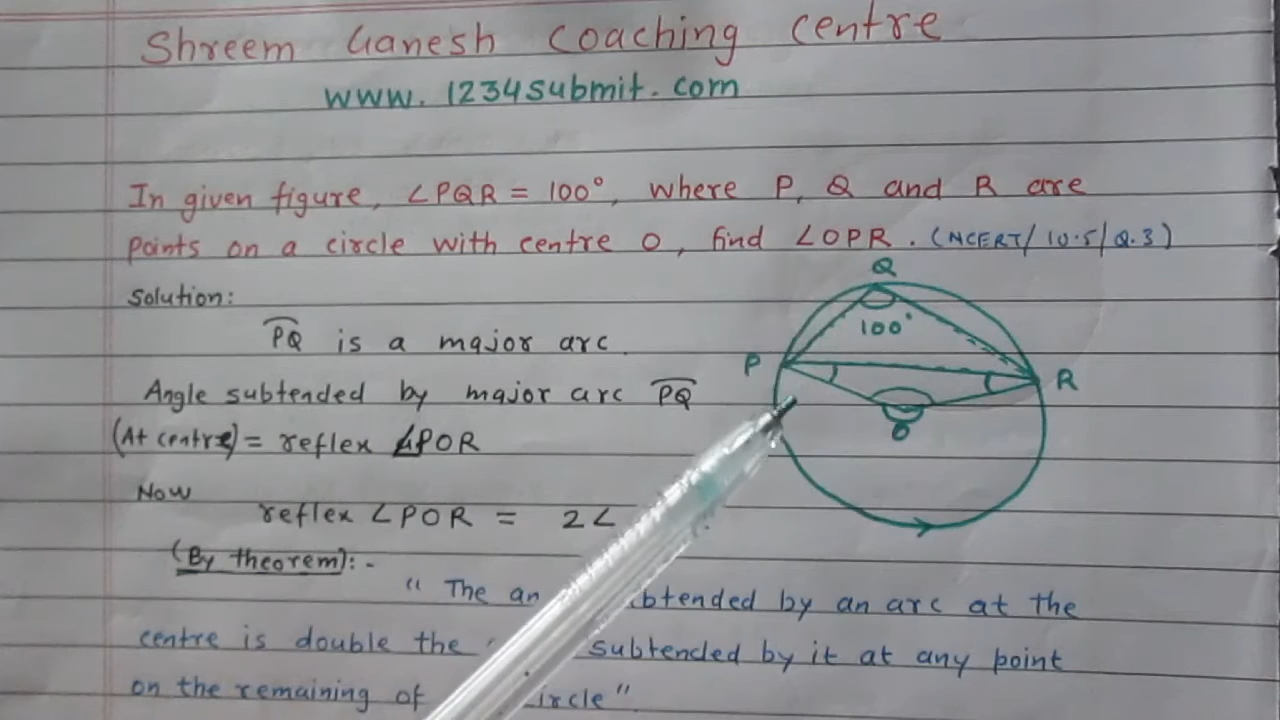 Shreem Ganesh Coaching Centre
www.1234submit.com
In given figure, ∠PQR = 100°, where P, Q and R are
points on a circle with centre O, find ∠OPR. (NCERT/10.5/Q.3)
Solution:
PQ is a major arc.
Angle subtended by major arc PQ
(At centre) = reflex ∠POR
Now
reflex ∠POR = 2∠
(By theorem):-
"The an btended by an arc at the
centre is double the subtended by it at any point
on the remaining of ircle"
Q
100°
P
R
O